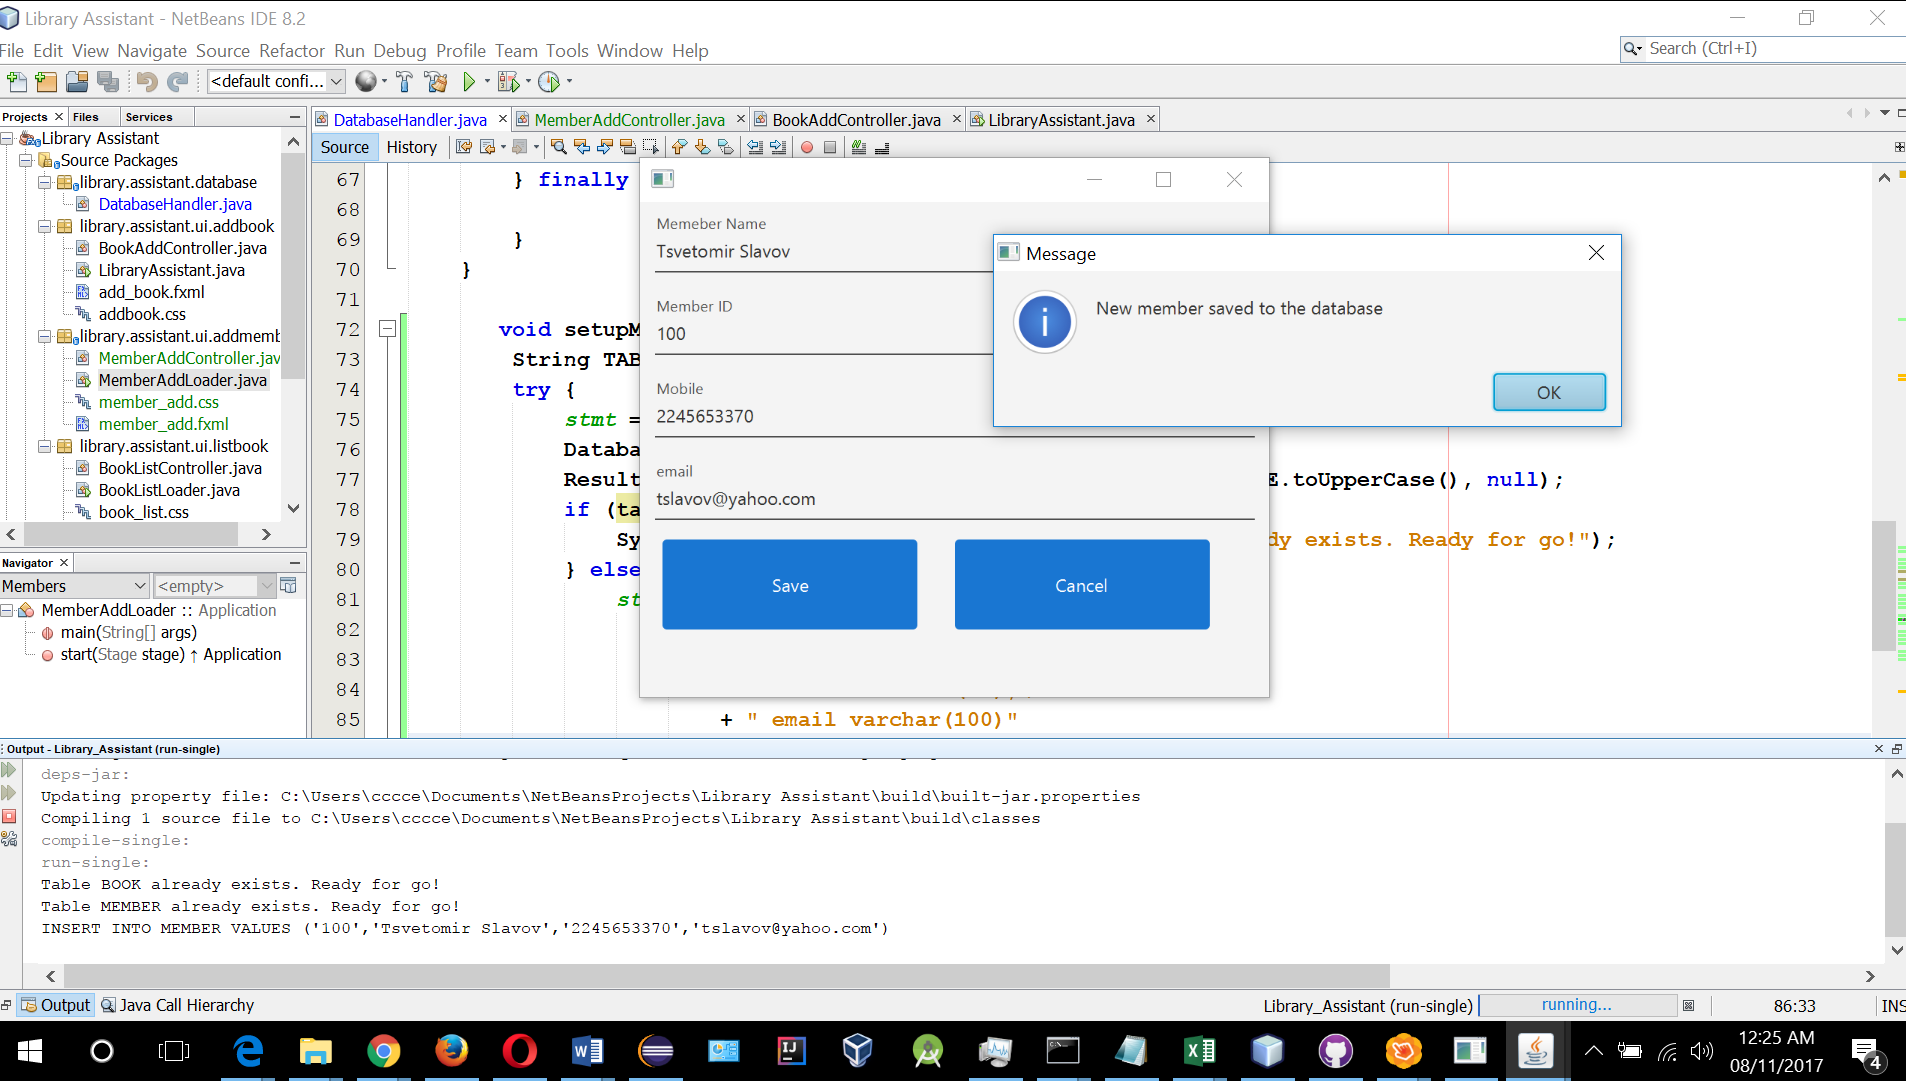 Library Assistant - NetBeans IDE 8.2
File Edit View Navigate Source Refactor Run Debug Profile Team Tools Window Help
Search (Ctrl+I)
<default confi...
Projects Files Services
Library Assistant
Source Packages
library.assistant.database
DatabaseHandler.java
library.assistant.ui.addbook
BookAddController.java
LibraryAssistant.java
add_book.fxml
addbook.css
library.assistant.ui.addmemb
MemberAddController.jav
MemberAddLoader.java
member_add.css
member_add.fxml
library.assistant.ui.listbook
BookListController.java
BookListLoader.java
book_list.css
Navigator
Members <empty>
MemberAddLoader :: Application
main(String[] args)
start(Stage stage) ↑ Application
DatabaseHandler.java MemberAddController.java BookAddController.java LibraryAssistant.java
Source History
67 } finally
68
69 }
70 }
71
72 void setupM
73 String TAB
74 try {
75 stmt =
76 Databa
77 Result E.toUpperCase(), null);
78 if (ta
79 Sy dy exists. Ready for go!");
80 } else
81 st
82
83
84
85 + " email varchar(100)"
Memeber Name
Tsvetomir Slavov
Member ID
100
Mobile
2245653370
email
tslavov@yahoo.com
Save Cancel
Message
New member saved to the database
OK
Output - Library_Assistant (run-single)
deps-jar:
Updating property file: C:\Users\cccce\Documents\NetBeansProjects\Library Assistant\build\built-jar.properties
Compiling 1 source file to C:\Users\cccce\Documents\NetBeansProjects\Library Assistant\build\classes
compile-single:
run-single:
Table BOOK already exists. Ready for go!
Table MEMBER already exists. Ready for go!
INSERT INTO MEMBER VALUES ('100','Tsvetomir Slavov','2245653370','tslavov@yahoo.com')
Output Java Call Hierarchy
Library_Assistant (run-single) running... 86:33 INS
12:25 AM
08/11/2017
4